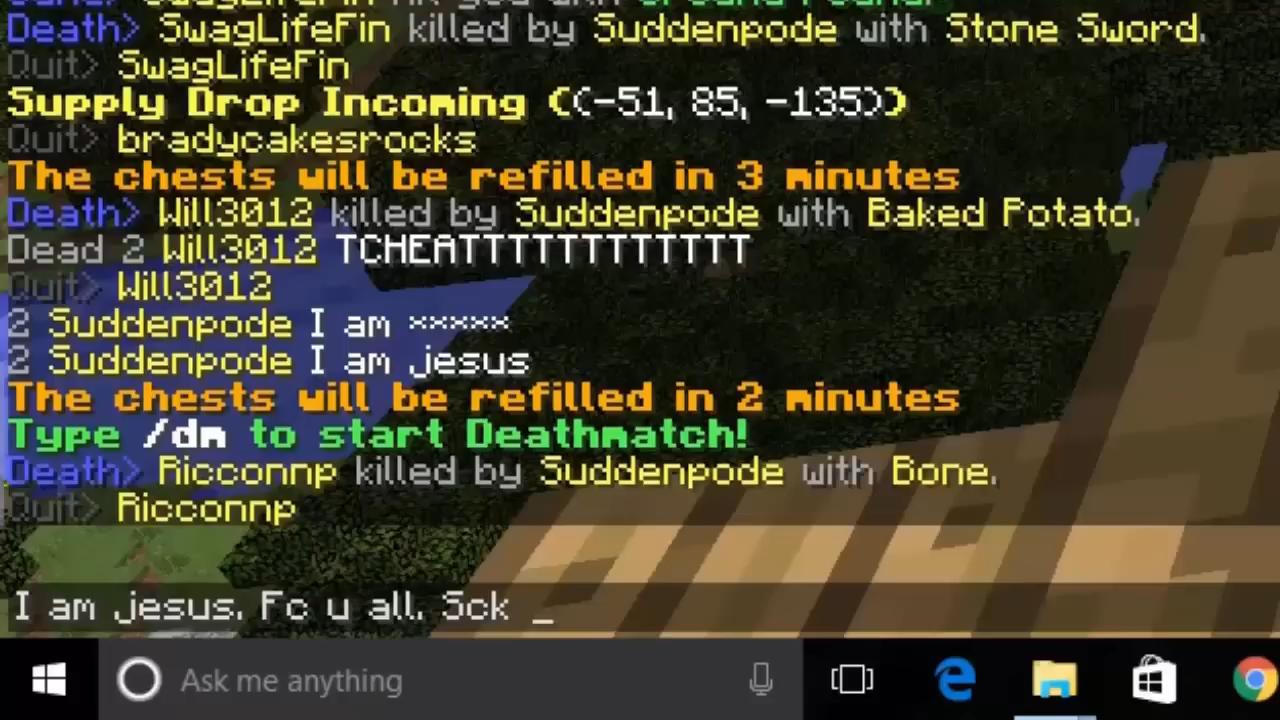 Death> SwagLifeFin killed by Suddenpode with Stone Sword.
Quit> SwagLifeFin
Supply Drop Incoming ((-51, 85, -135))
Quit> bradycakesrocks
The chests will be refilled in 3 minutes
Death> Will3012 killed by Suddenpode with Baked Potato.
Dead 2 Will3012 TCHEATTTTTTTTTTTTT
Quit> Will3012
2 Suddenpode I am *****
2 Suddenpode I am jesus
The chests will be refilled in 2 minutes
Type /dm to start Deathmatch!
Death> Ricconnp killed by Suddenpode with Bone.
Quit> Ricconnp
I am jesus. Fc u all. Sck _
Ask me anything